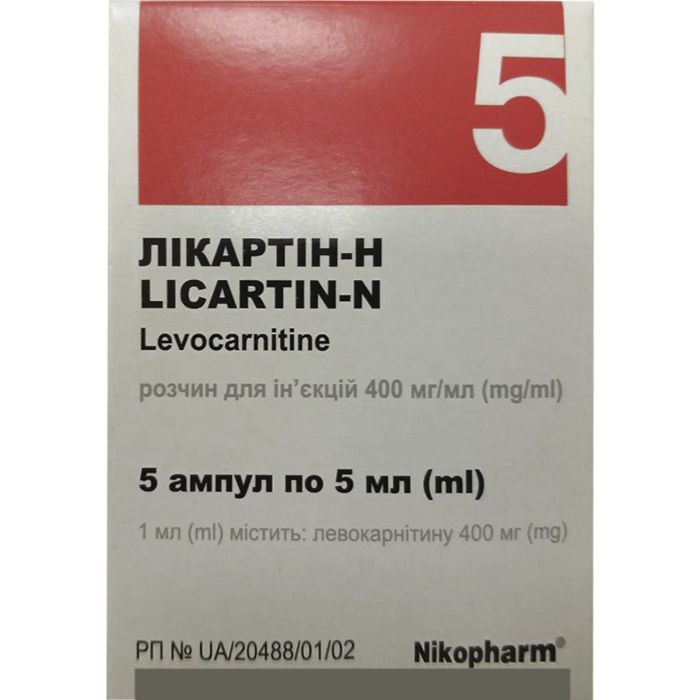 5
ЛІКАРТІН-Н
LICARTIN-N
Levocarnitine
розчин для ін’єкцій 400 мг/мл (mg/ml)
5 ампул по 5 мл (ml)
1 мл (ml) містить: левокарнітину 400 мг (mg)
РП № UA/20488/01/02
Nikopharm®